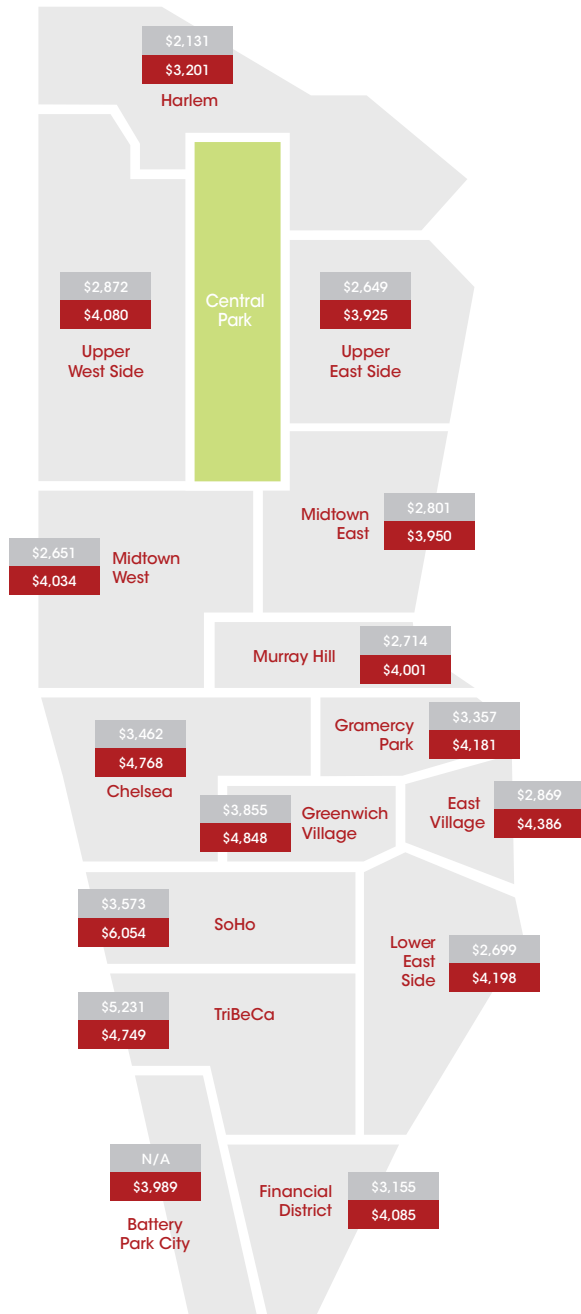 $2,131
$3,201
Harlem
$2,872
$4,080
Upper
West Side
Central
Park
$2,649
$3,925
Upper
East Side
Midtown
East
$2,801
$3,950
$2,651
$4,034
Midtown
West
Murray Hill
$2,714
$4,001
$3,462
$4,768
Chelsea
Gramercy
Park
$3,357
$4,181
$3,855
$4,848
Greenwich
Village
East
Village
$2,869
$4,386
$3,573
$6,054
SoHo
Lower
East
Side
$2,699
$4,198
$5,231
$4,749
TriBeCa
N/A
$3,989
Battery
Park City
Financial
District
$3,155
$4,085